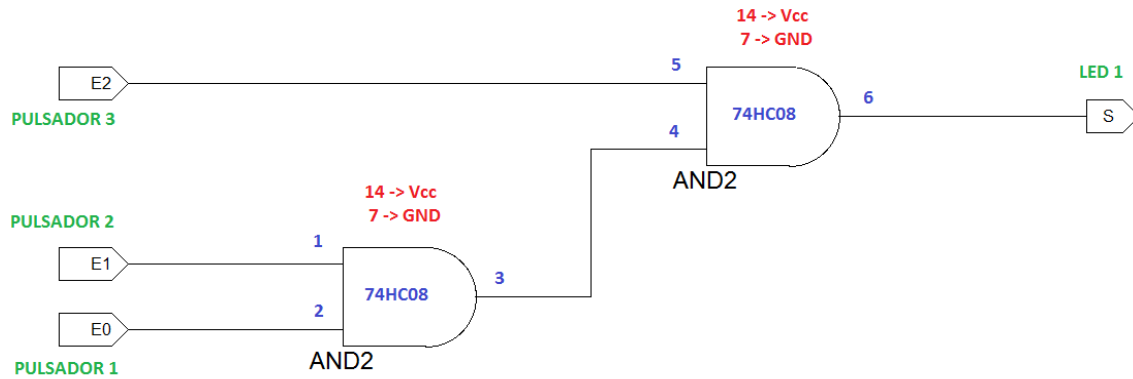 14 -> Vcc
7 -> GND
E2
PULSADOR 3
5
4
74HC08
AND2
6
LED 1
S
14 -> Vcc
7 -> GND
PULSADOR 2
E1
1
2
74HC08
3
E0
PULSADOR 1
AND2